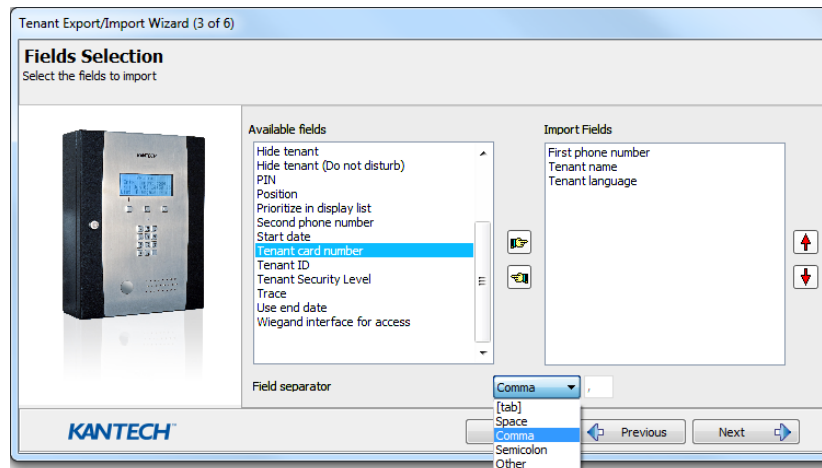 Tenant Export/Import Wizard (3 of 6)
Fields Selection
Select the fields to import
Available fields
Import Fields
Hide tenant
Hide tenant (Do not disturb)
PIN
Position
Prioritize in display list
Second phone number
Start date
Tenant card number
Tenant ID
Tenant Security Level
Trace
Use end date
Wiegand interface for access
First phone number
Tenant name
Tenant language
KANTECH
Field separator
Comma
,
[tab]
Space
Comma
Semicolon
Other
KANTECH
Previous
Next